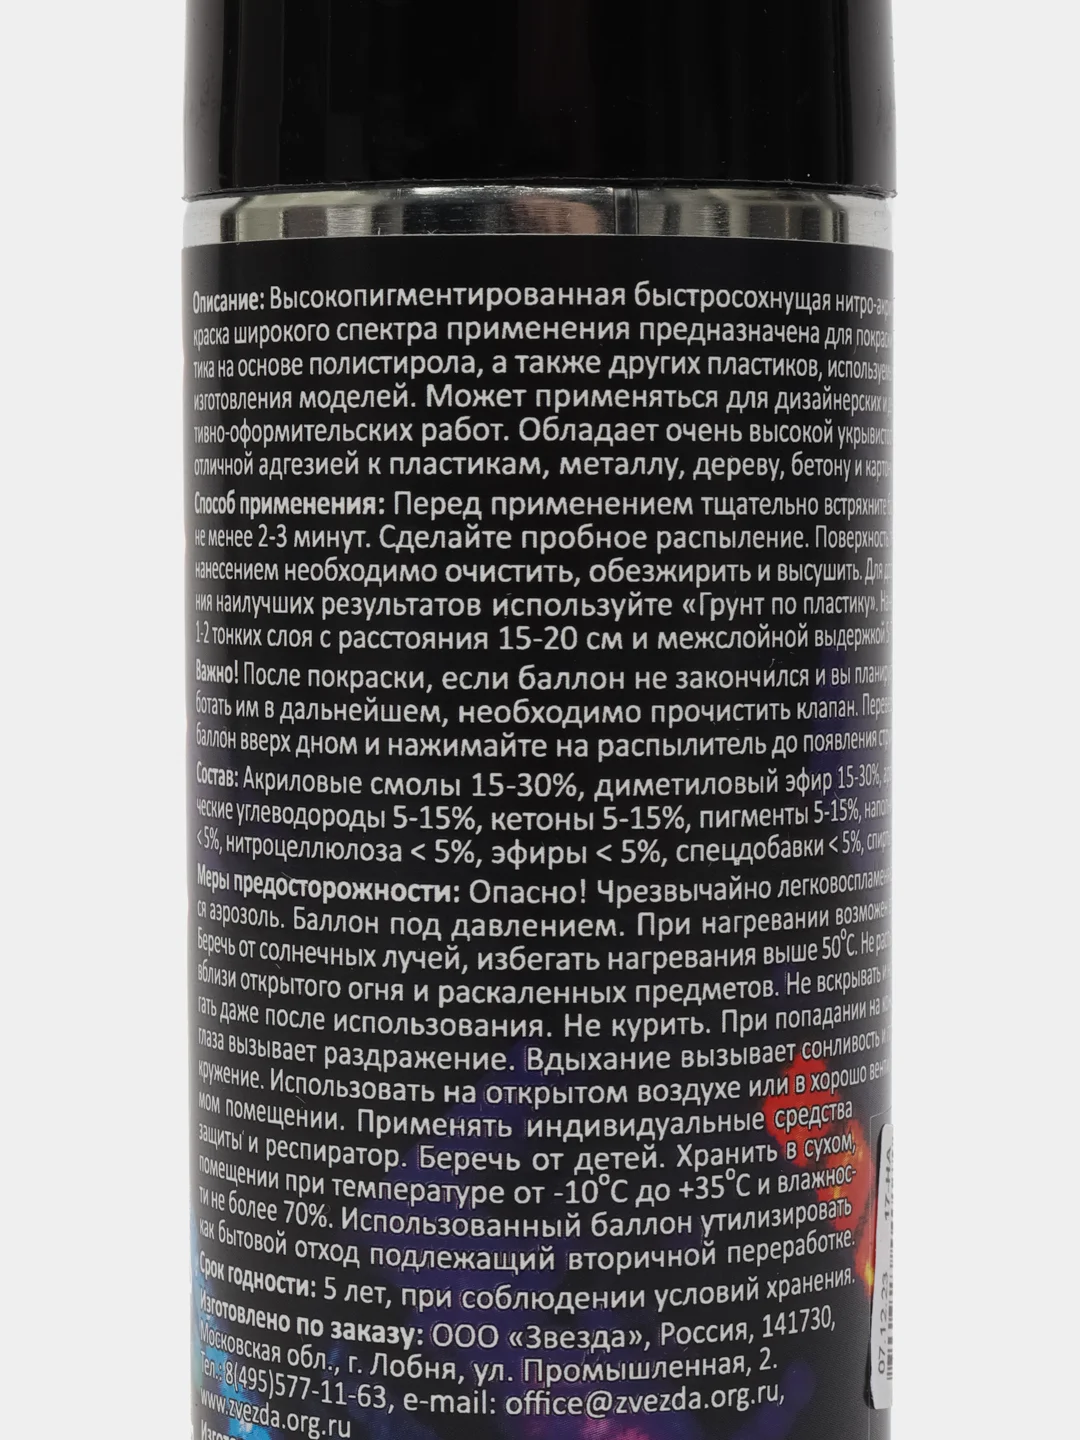 Описание: Высокопигментированная быстросохнущая нитро-
краска широкого спектра применения предназначена для
тика на основе полистирола, а также других пластиков,
изготовления моделей. Может применяться для дизайнерских и
тивно-оформительских работ. Обладает очень высокой
отличной адгезией к пластикам, металлу, дереву, бетону и
Способ применения: Перед применением тщательно встряхните
не менее 2-3 минут. Сделайте пробное распыление. Поверхность
нанесением необходимо очистить, обезжирить и высушить. Для
ния наилучших результатов используйте «Грунт по пластику».
1-2 тонких слоя с расстояния 15-20 см и межслойной выдержкой
Важно! После покраски, если баллон не закончился и вы
ботать им в дальнейшем, необходимо прочистить клапан.
баллон вверх дном и нажимайте на распылитель до появления
Состав: Акриловые смолы 15-30%, диметиловый эфир 15-30%,
ческие углеводороды 5-15%, кетоны 5-15%, пигменты 5-15%,
< 5%, нитроцеллюлоза < 5%, эфиры < 5%, спецдобавки < 5%,
Меры предосторожности: Опасно! Чрезвычайно
ся аэрозоль. Баллон под давлением. При нагревании
Беречь от солнечных лучей, избегать нагревания выше 50°С. Не
вблизи открытого огня и раскаленных предметов. Не вскрывать и
гать даже после использования. Не курить. При попадании на
глаза вызывает раздражение. Вдыхание вызывает сонливость и
кружение. Использовать на открытом воздухе или в хорошо
мом помещении. Применять индивидуальные средства
защиты и респиратор. Беречь от детей. Хранить в сухом,
помещении при температуре от -10°С до +35°С и влажнос-
ти не более 70%. Использованный баллон утилизировать
как бытовой отход подлежащий вторичной переработке.
Срок годности: 5 лет, при соблюдении условий хранения.
Изготовлено по заказу: ООО «Звезда», Россия, 141730,
Московская обл., г. Лобня, ул. Промышленная, 2.
Тел.: 8(495)577-11-63, e-mail: office@zvezda.org.ru,
www.zvezda.org.ru